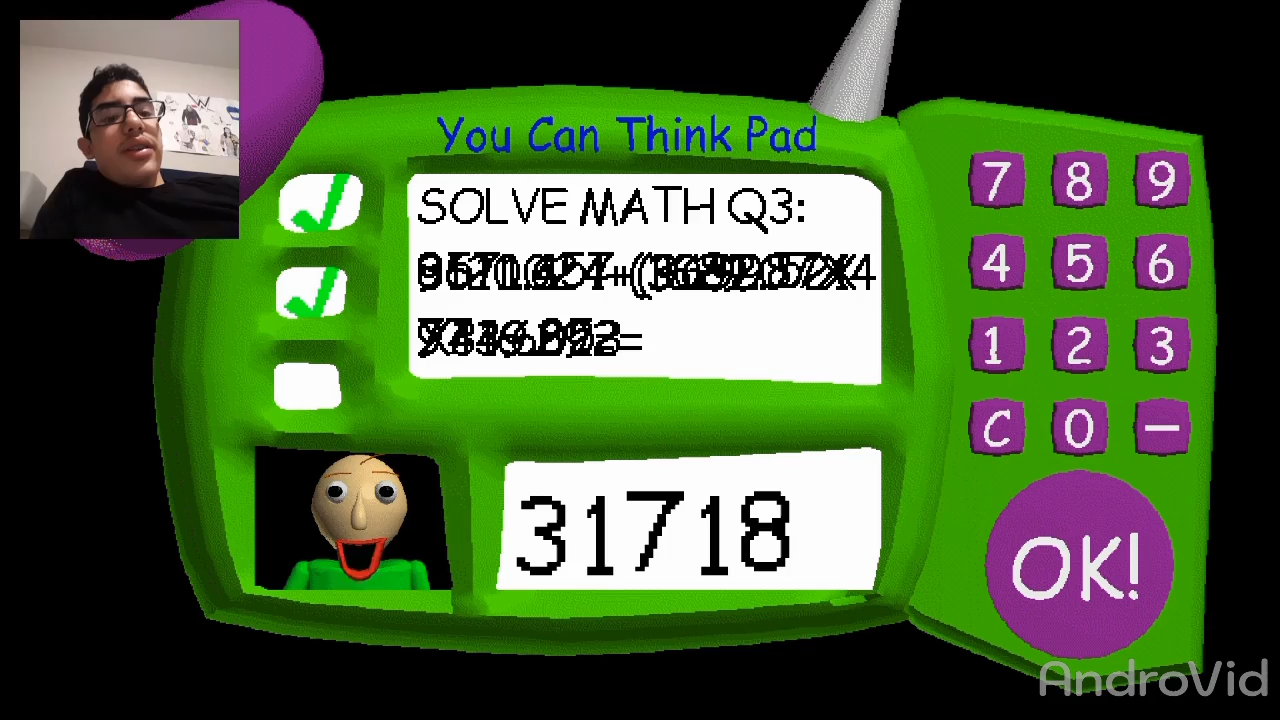 You Can Think Pad
SOLVE MATH Q3:
31718
7 8 9
4 5 6
1 2 3
C 0 −
OK!
AndroVid